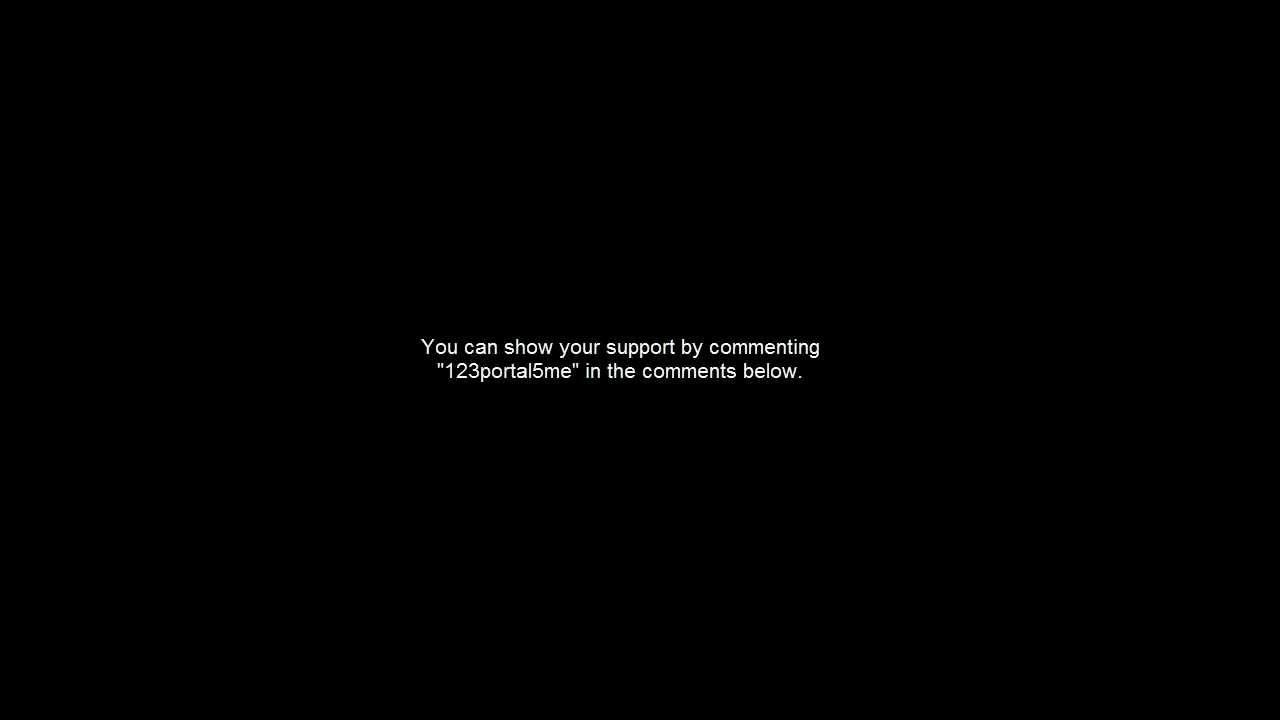 You can show your support by commenting
"123portal5me" in the comments below.